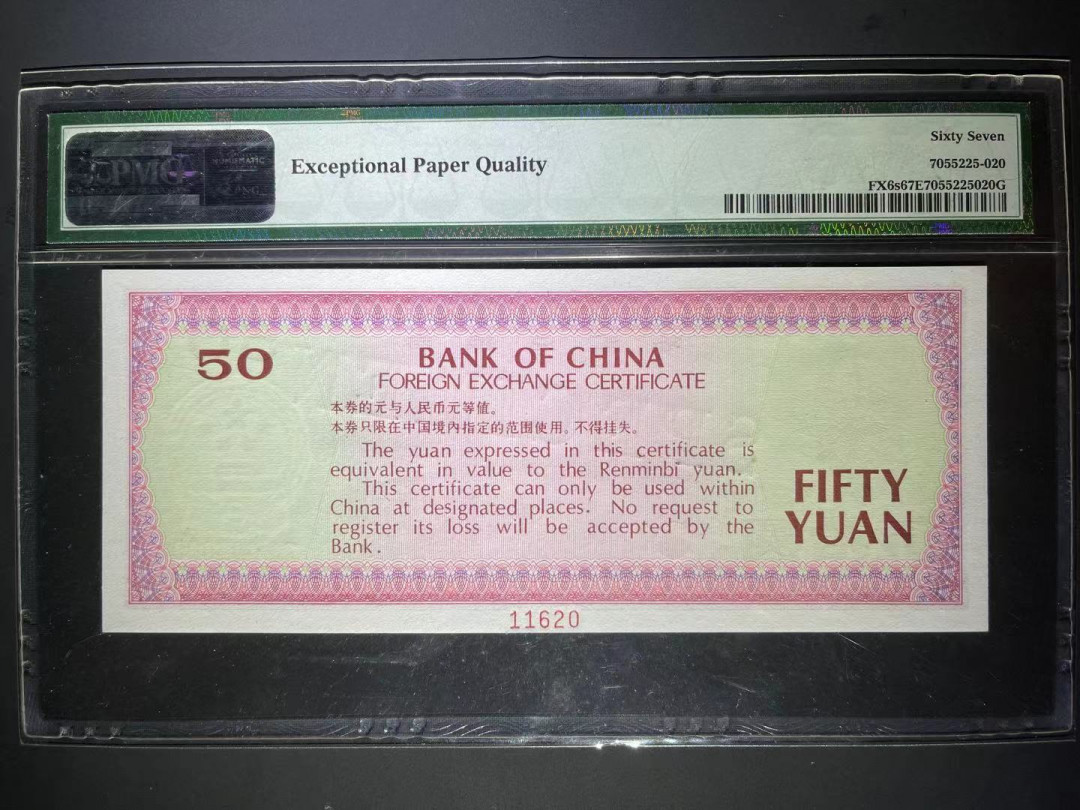 PMG
NUMISMATIC
Exceptional Paper Quality
Sixty Seven
7055225-020
FX6s67E7055225020G
50
BANK OF CHINA
FOREIGN EXCHANGE CERTIFICATE
本券的元与人民币元等值。
本券只限在中国境内指定的范围使用。不得挂失。
The yuan expressed in this certificate is
equivalent in value to the Renminbi yuan.
This certificate can only be used within
China at designated places. No request to
register its loss will be accepted by the
Bank.
FIFTY
YUAN
11620